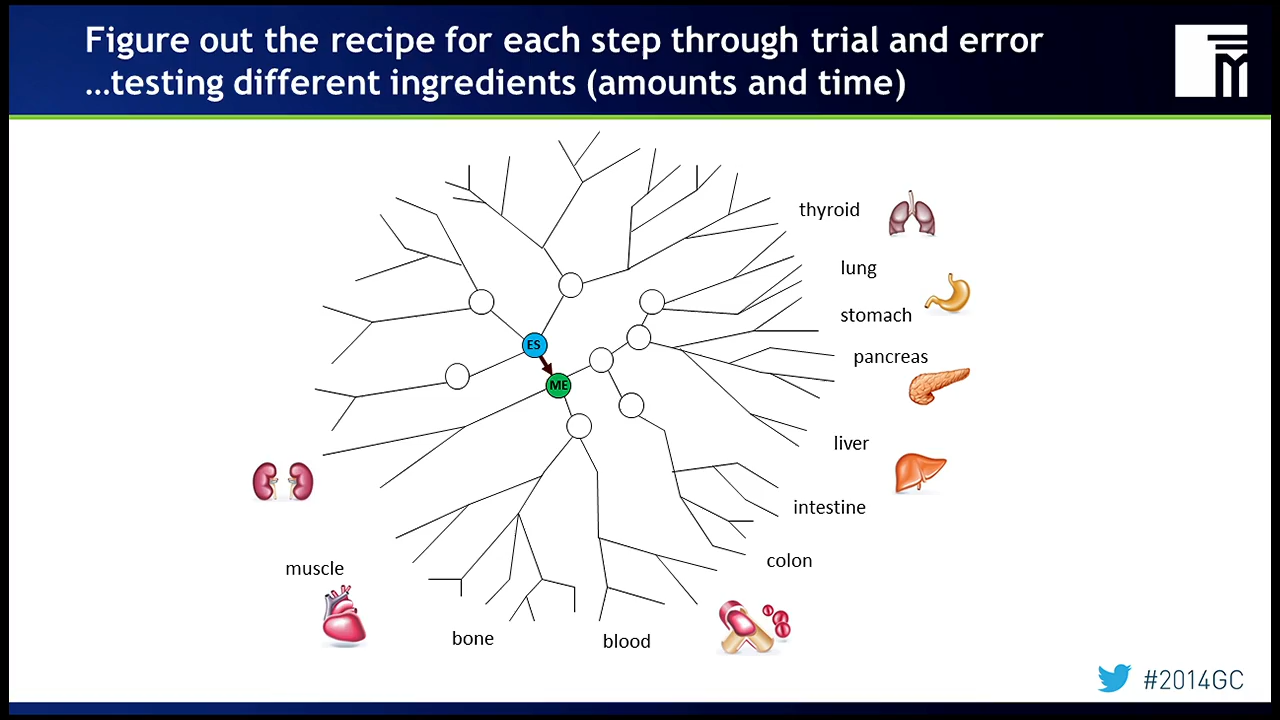 Figure out the recipe for each step through trial and error
...testing different ingredients (amounts and time)
thyroid
lung
stomach
ES
pancreas
ME
liver
intestine
colon
muscle
bone
blood
#2014GC